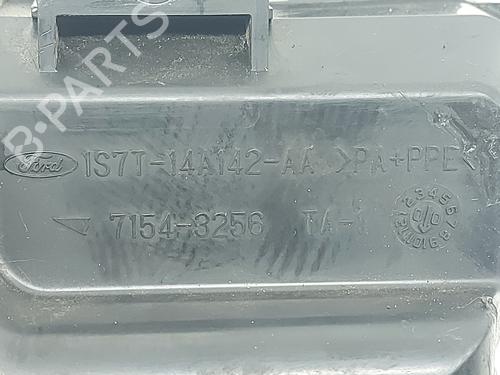 B-PARTS
Ford 1S7T-14A142-AA >PA+PPE<
7154-3256 TA-